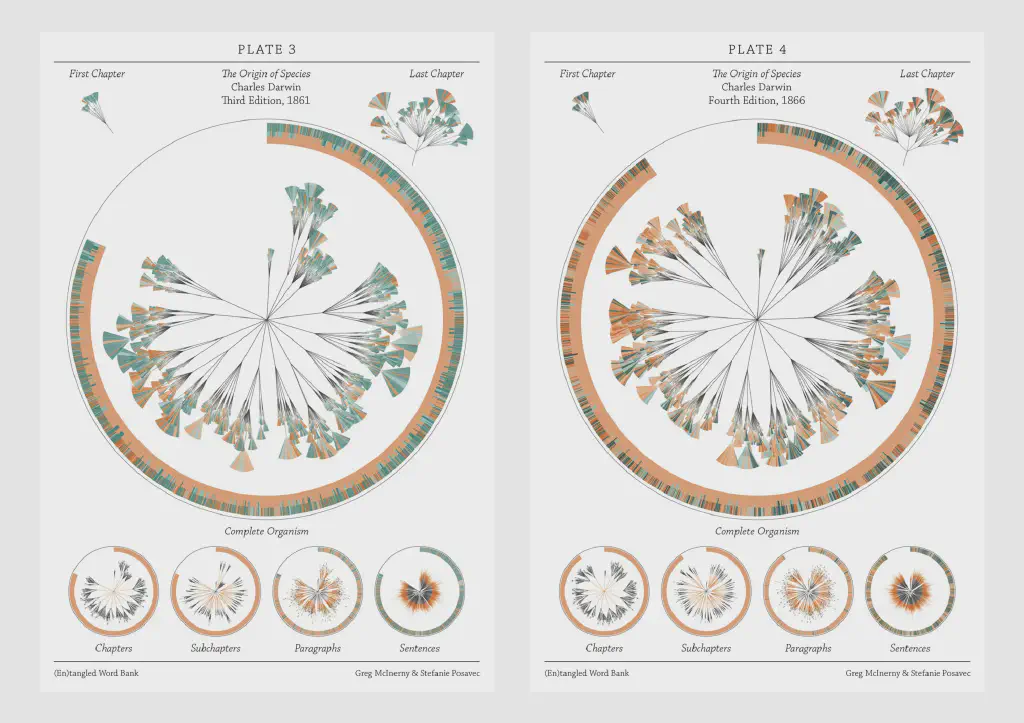 PLATE 3
First Chapter
The Origin of Species
Last Chapter
Charles Darwin
Third Edition, 1861
Complete Organism
Chapters
Subchapters
Paragraphs
Sentences
(En)tangled Word Bank
Greg McInerny & Stefanie Posavec
PLATE 4
First Chapter
The Origin of Species
Last Chapter
Charles Darwin
Fourth Edition, 1866
Complete Organism
Chapters
Subchapters
Paragraphs
Sentences
(En)tangled Word Bank
Greg McInerny & Stefanie Posavec